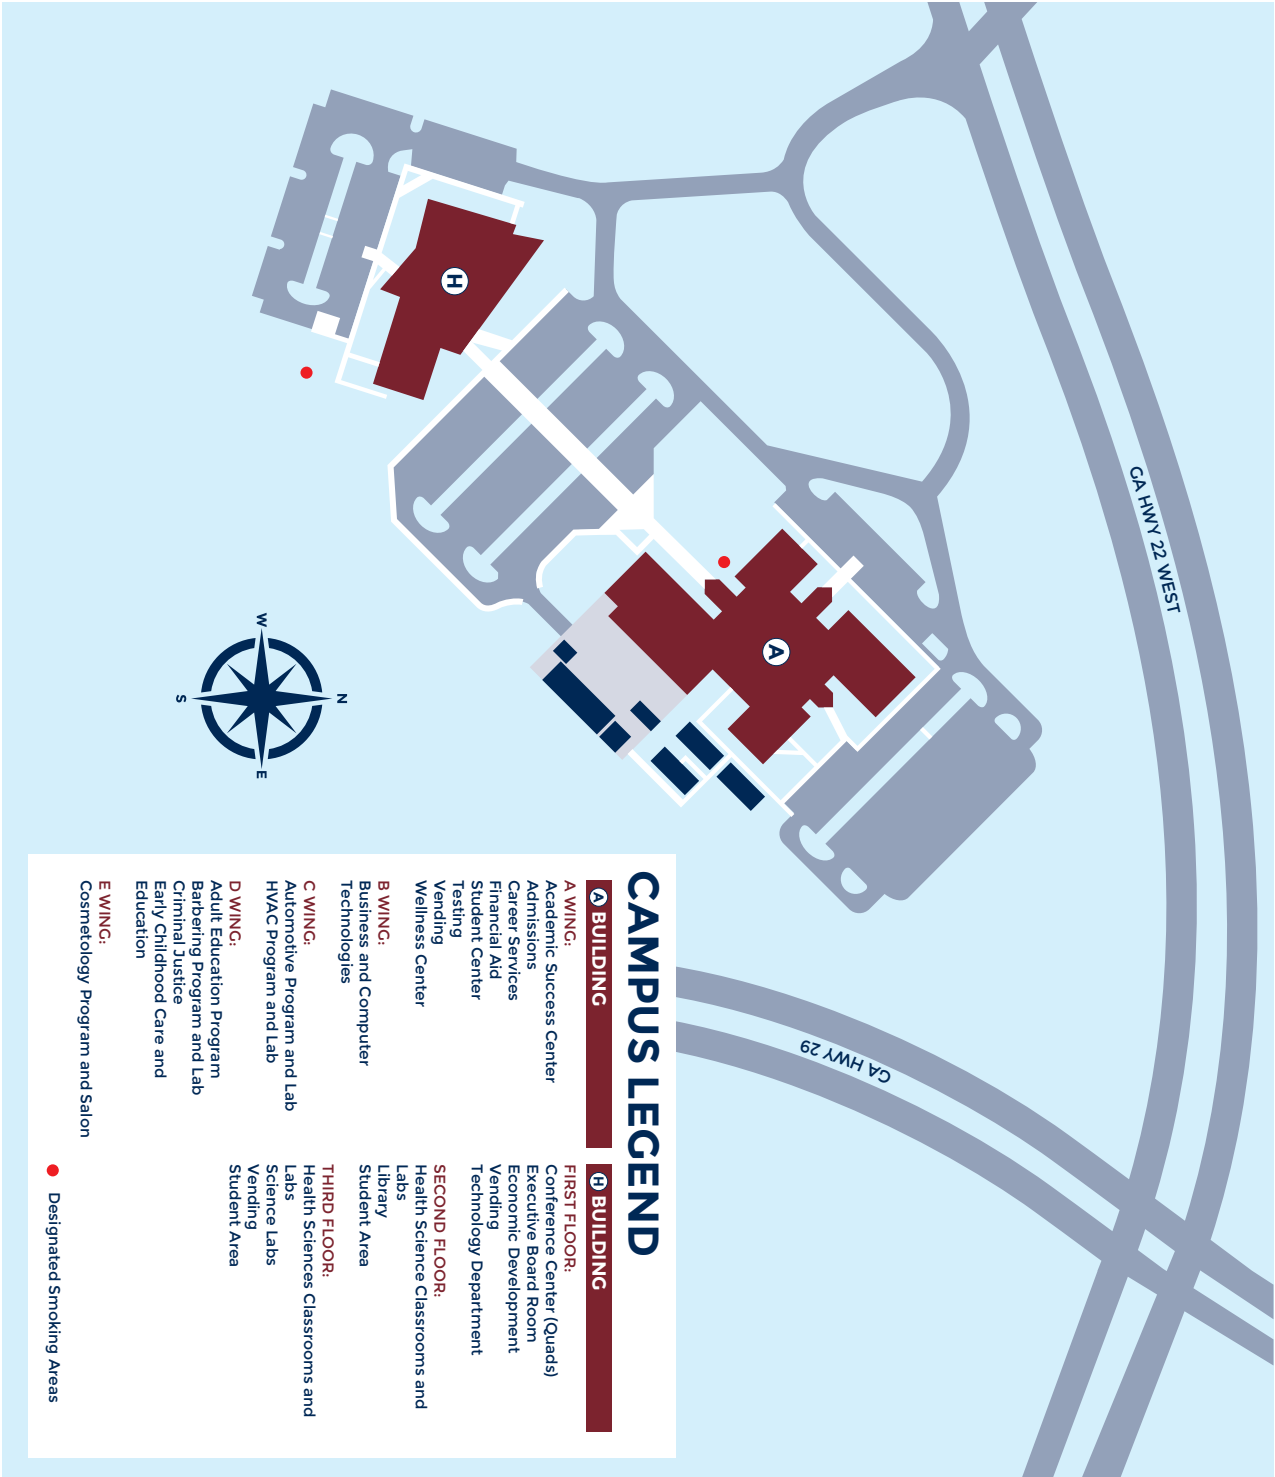 GA HWY 22 WEST
H
A
N
W
E
S
GA HWY 29
CAMPUS LEGEND
A BUILDING
A WING:
Academic Success Center
Admissions
Career Services
Financial Aid
Student Center
Testing
Vending
Wellness Center
B WING:
Business and Computer
Technologies
C WING:
Automotive Program and Lab
HVAC Program and Lab
D WING:
Adult Education Program
Barbering Program and Lab
Criminal Justice
Early Childhood Care and
Education
E WING:
Cosmetology Program and Salon
H BUILDING
FIRST FLOOR:
Conference Center (Quads)
Executive Board Room
Economic Development
Vending
Technology Department
SECOND FLOOR:
Health Science Classrooms and
Labs
Library
Student Area
THIRD FLOOR:
Health Sciences Classrooms and
Labs
Science Labs
Vending
Student Area
Designated Smoking Areas